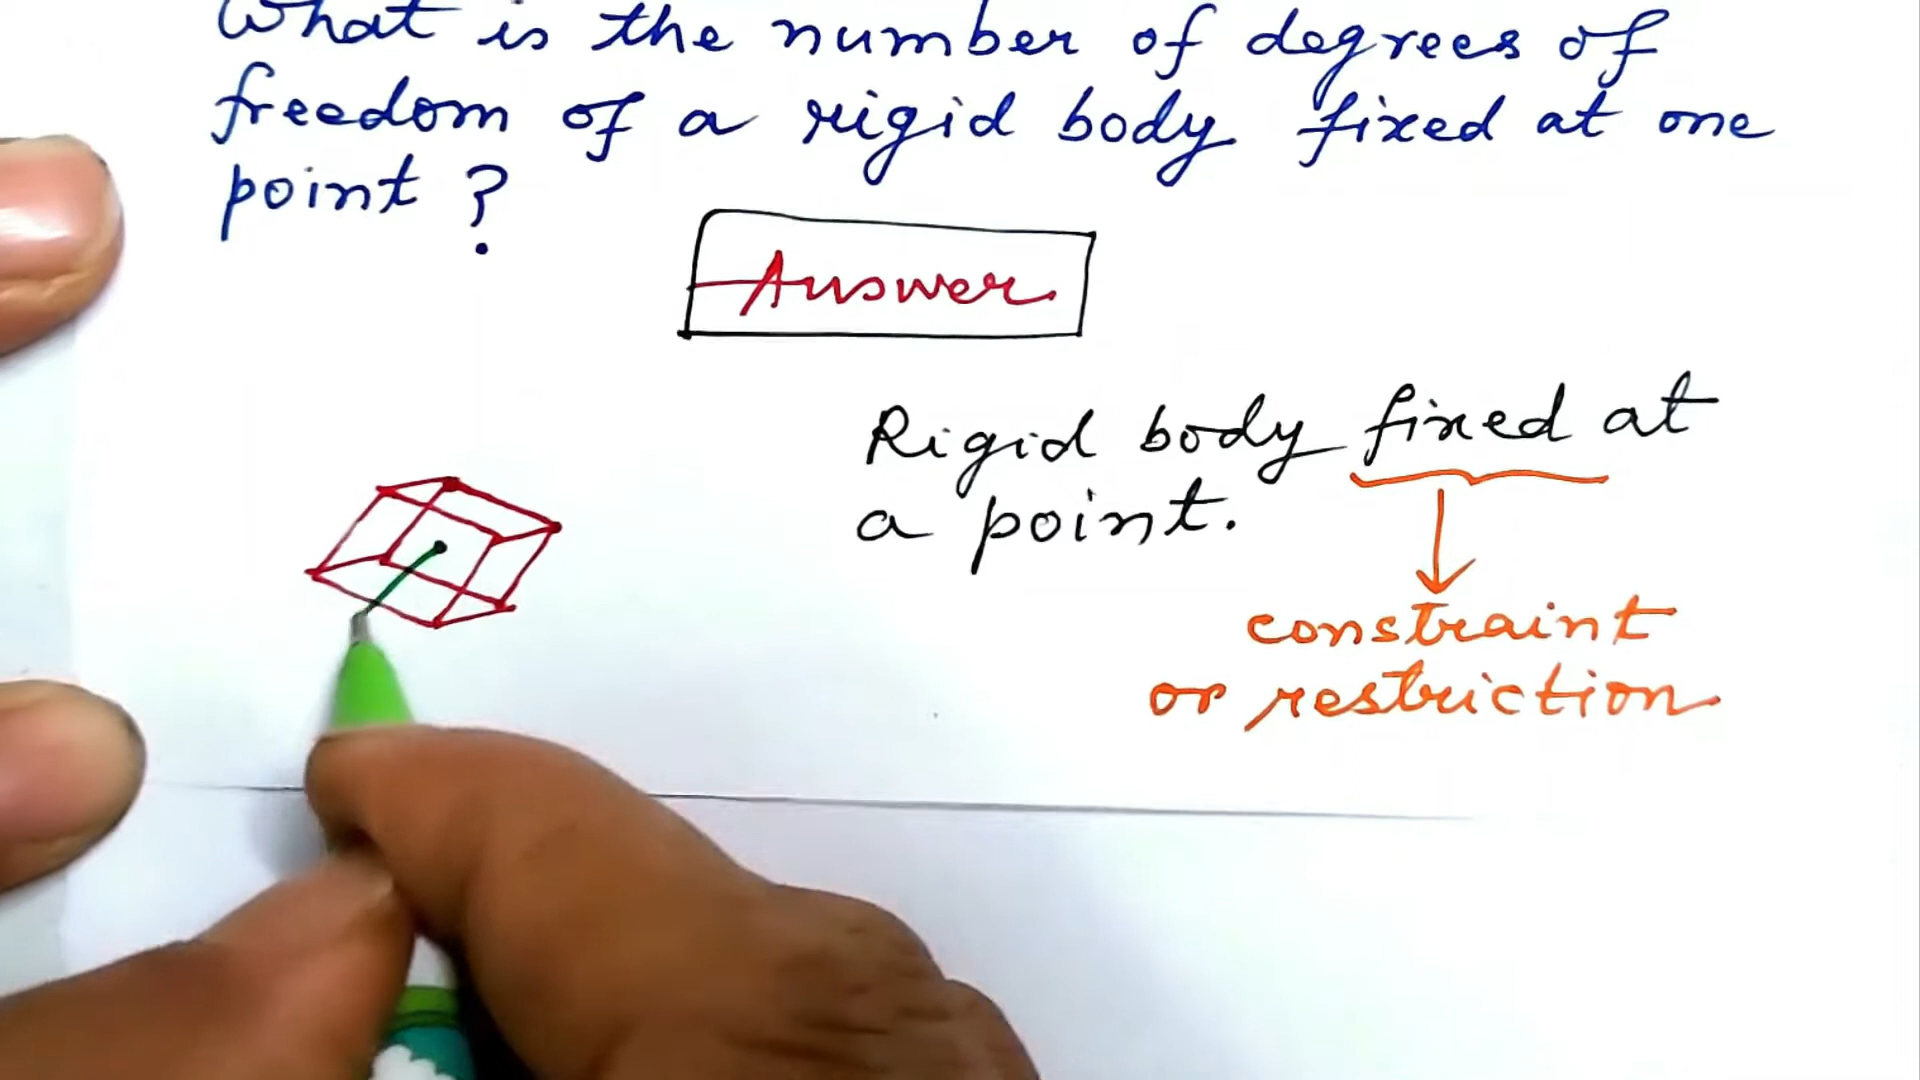 What is the number of degrees of
freedom of a rigid body fixed at one
point ?
Answer
Rigid body fixed at
a point.
constraint
or restriction